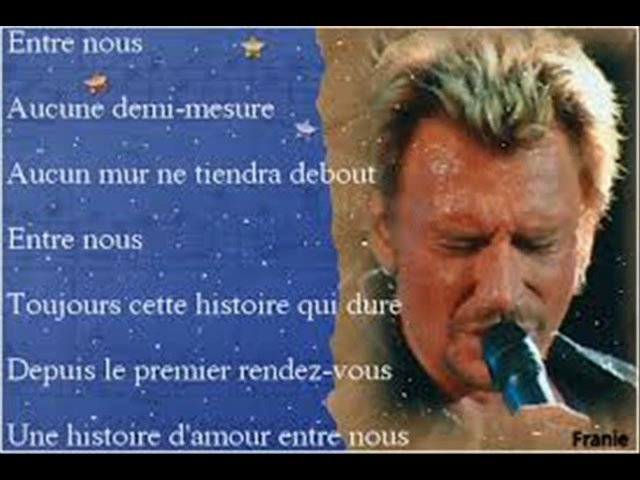 Entre nous
Aucune demi-mesure
Aucun mur ne tiendra debout
Entre nous
Toujours cette histoire qui dure
Depuis le premier rendez-vous
Une histoire d'amour entre nous
Franie